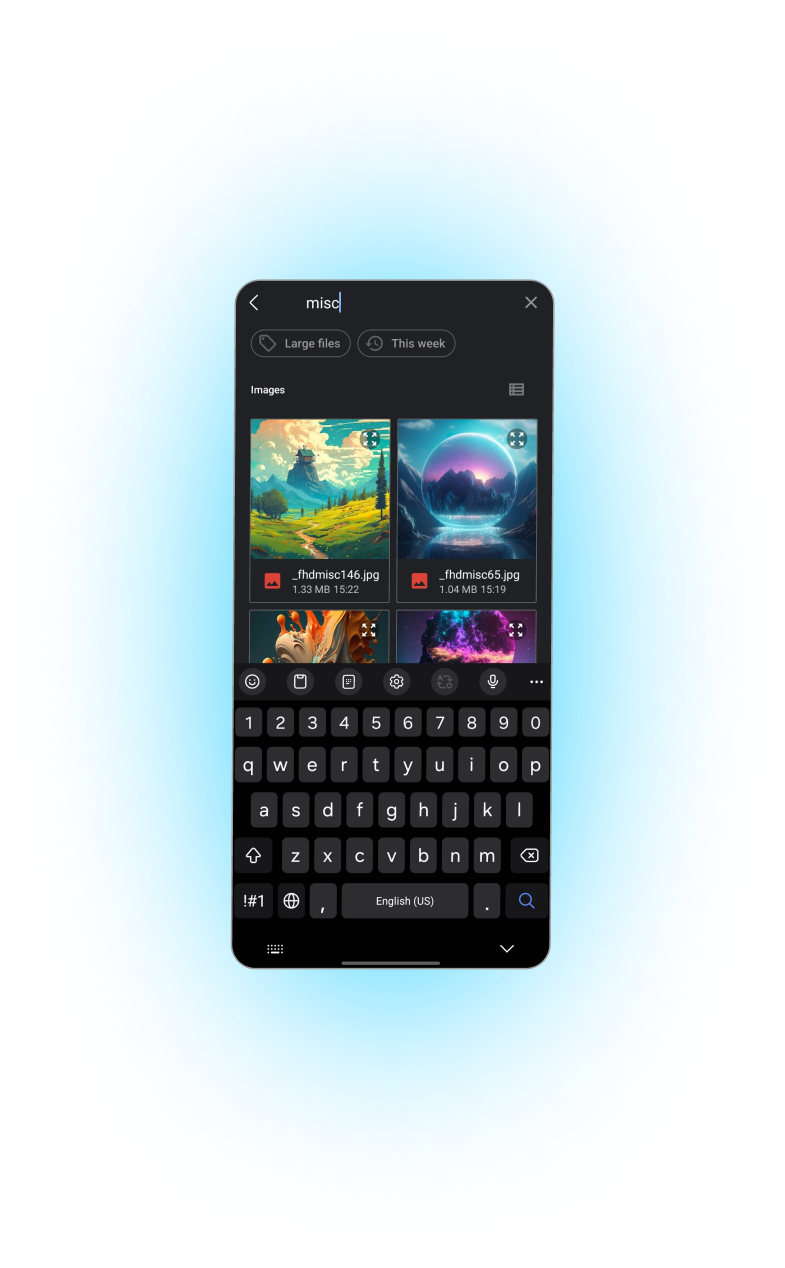 misc
Large files
This week
Images
_fhdmisc146.jpg
1.33 MB 15:22
_fhdmisc65.jpg
1.04 MB 15:19
1 2 3 4 5 6 7 8 9 0
q w e r t y u i o p
a s d f g h j k l
z x c v b n m
!#1 , English (US) .